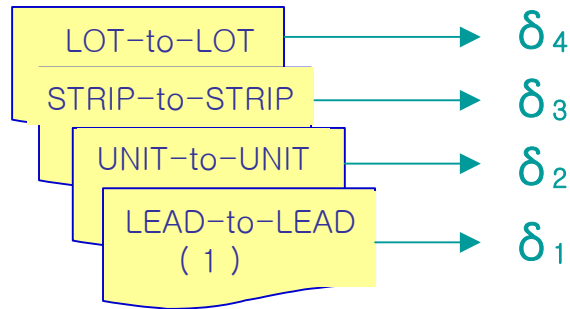 LOT-to-LOT δ4
STRIP-to-STRIP δ3
UNIT-to-UNIT δ2
LEAD-to-LEAD δ1
( 1 )